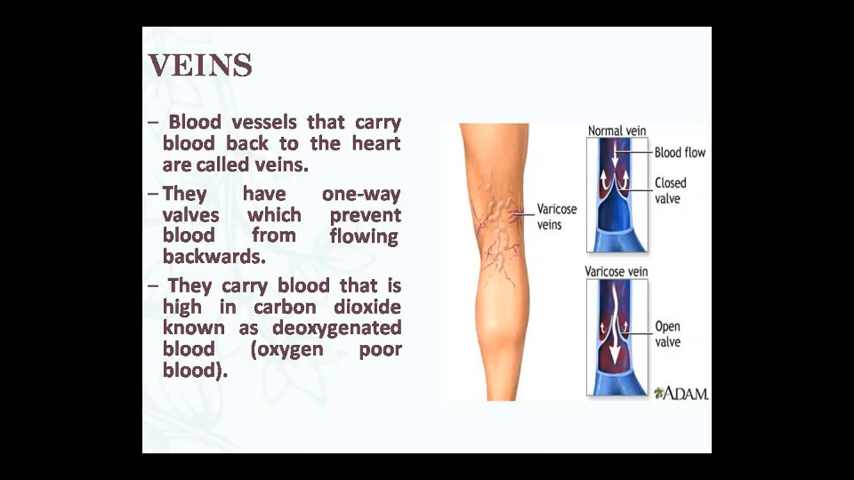 VEINS
– Blood vessels that carry
blood back to the heart
are called veins.
– They have one-way
valves which prevent
blood from flowing
backwards.
– They carry blood that is
high in carbon dioxide
known as deoxygenated
blood (oxygen poor
blood).
Varicose
veins
Normal vein
Blood flow
Closed
valve
Varicose vein
Open
valve
ADAM.